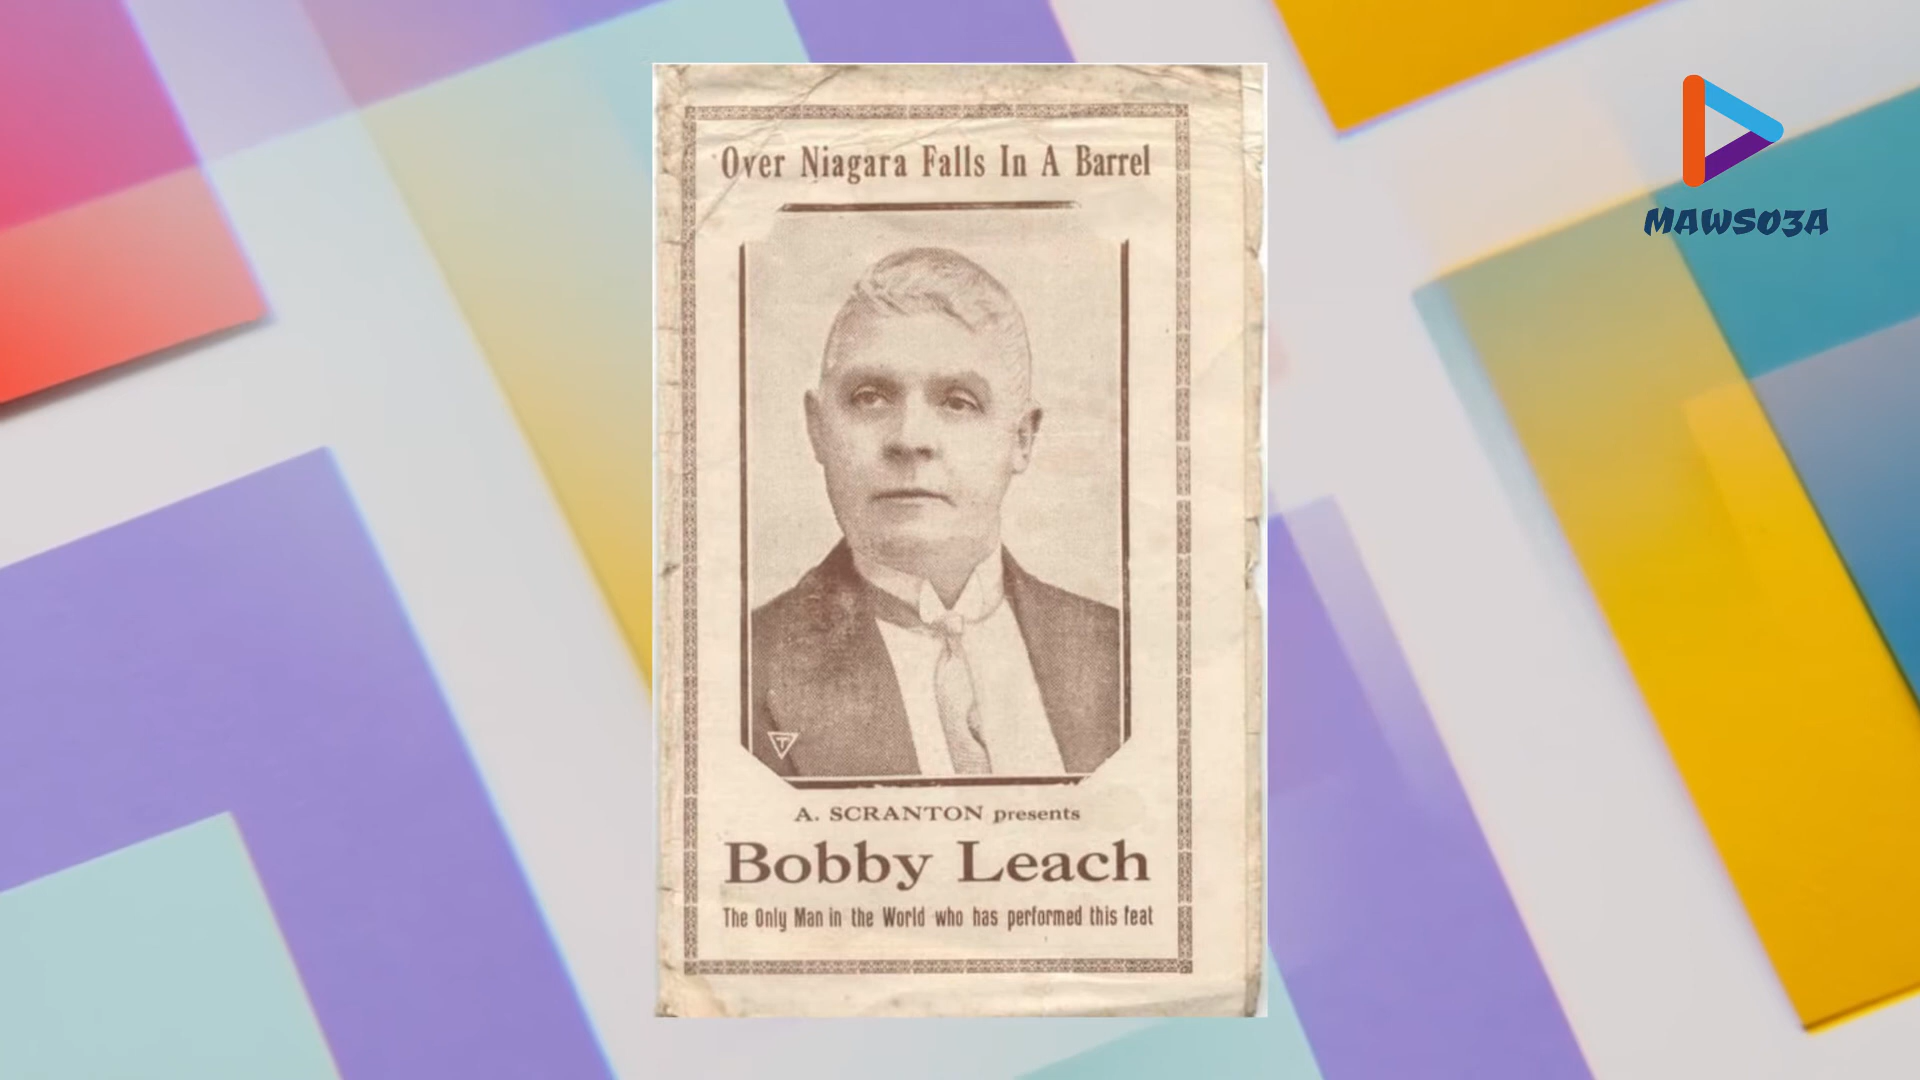 Over Niagara Falls In A Barrel
MAWSO3A
T
A. SCRANTON presents
Bobby Leach
The Only Man in the World who has performed this feat